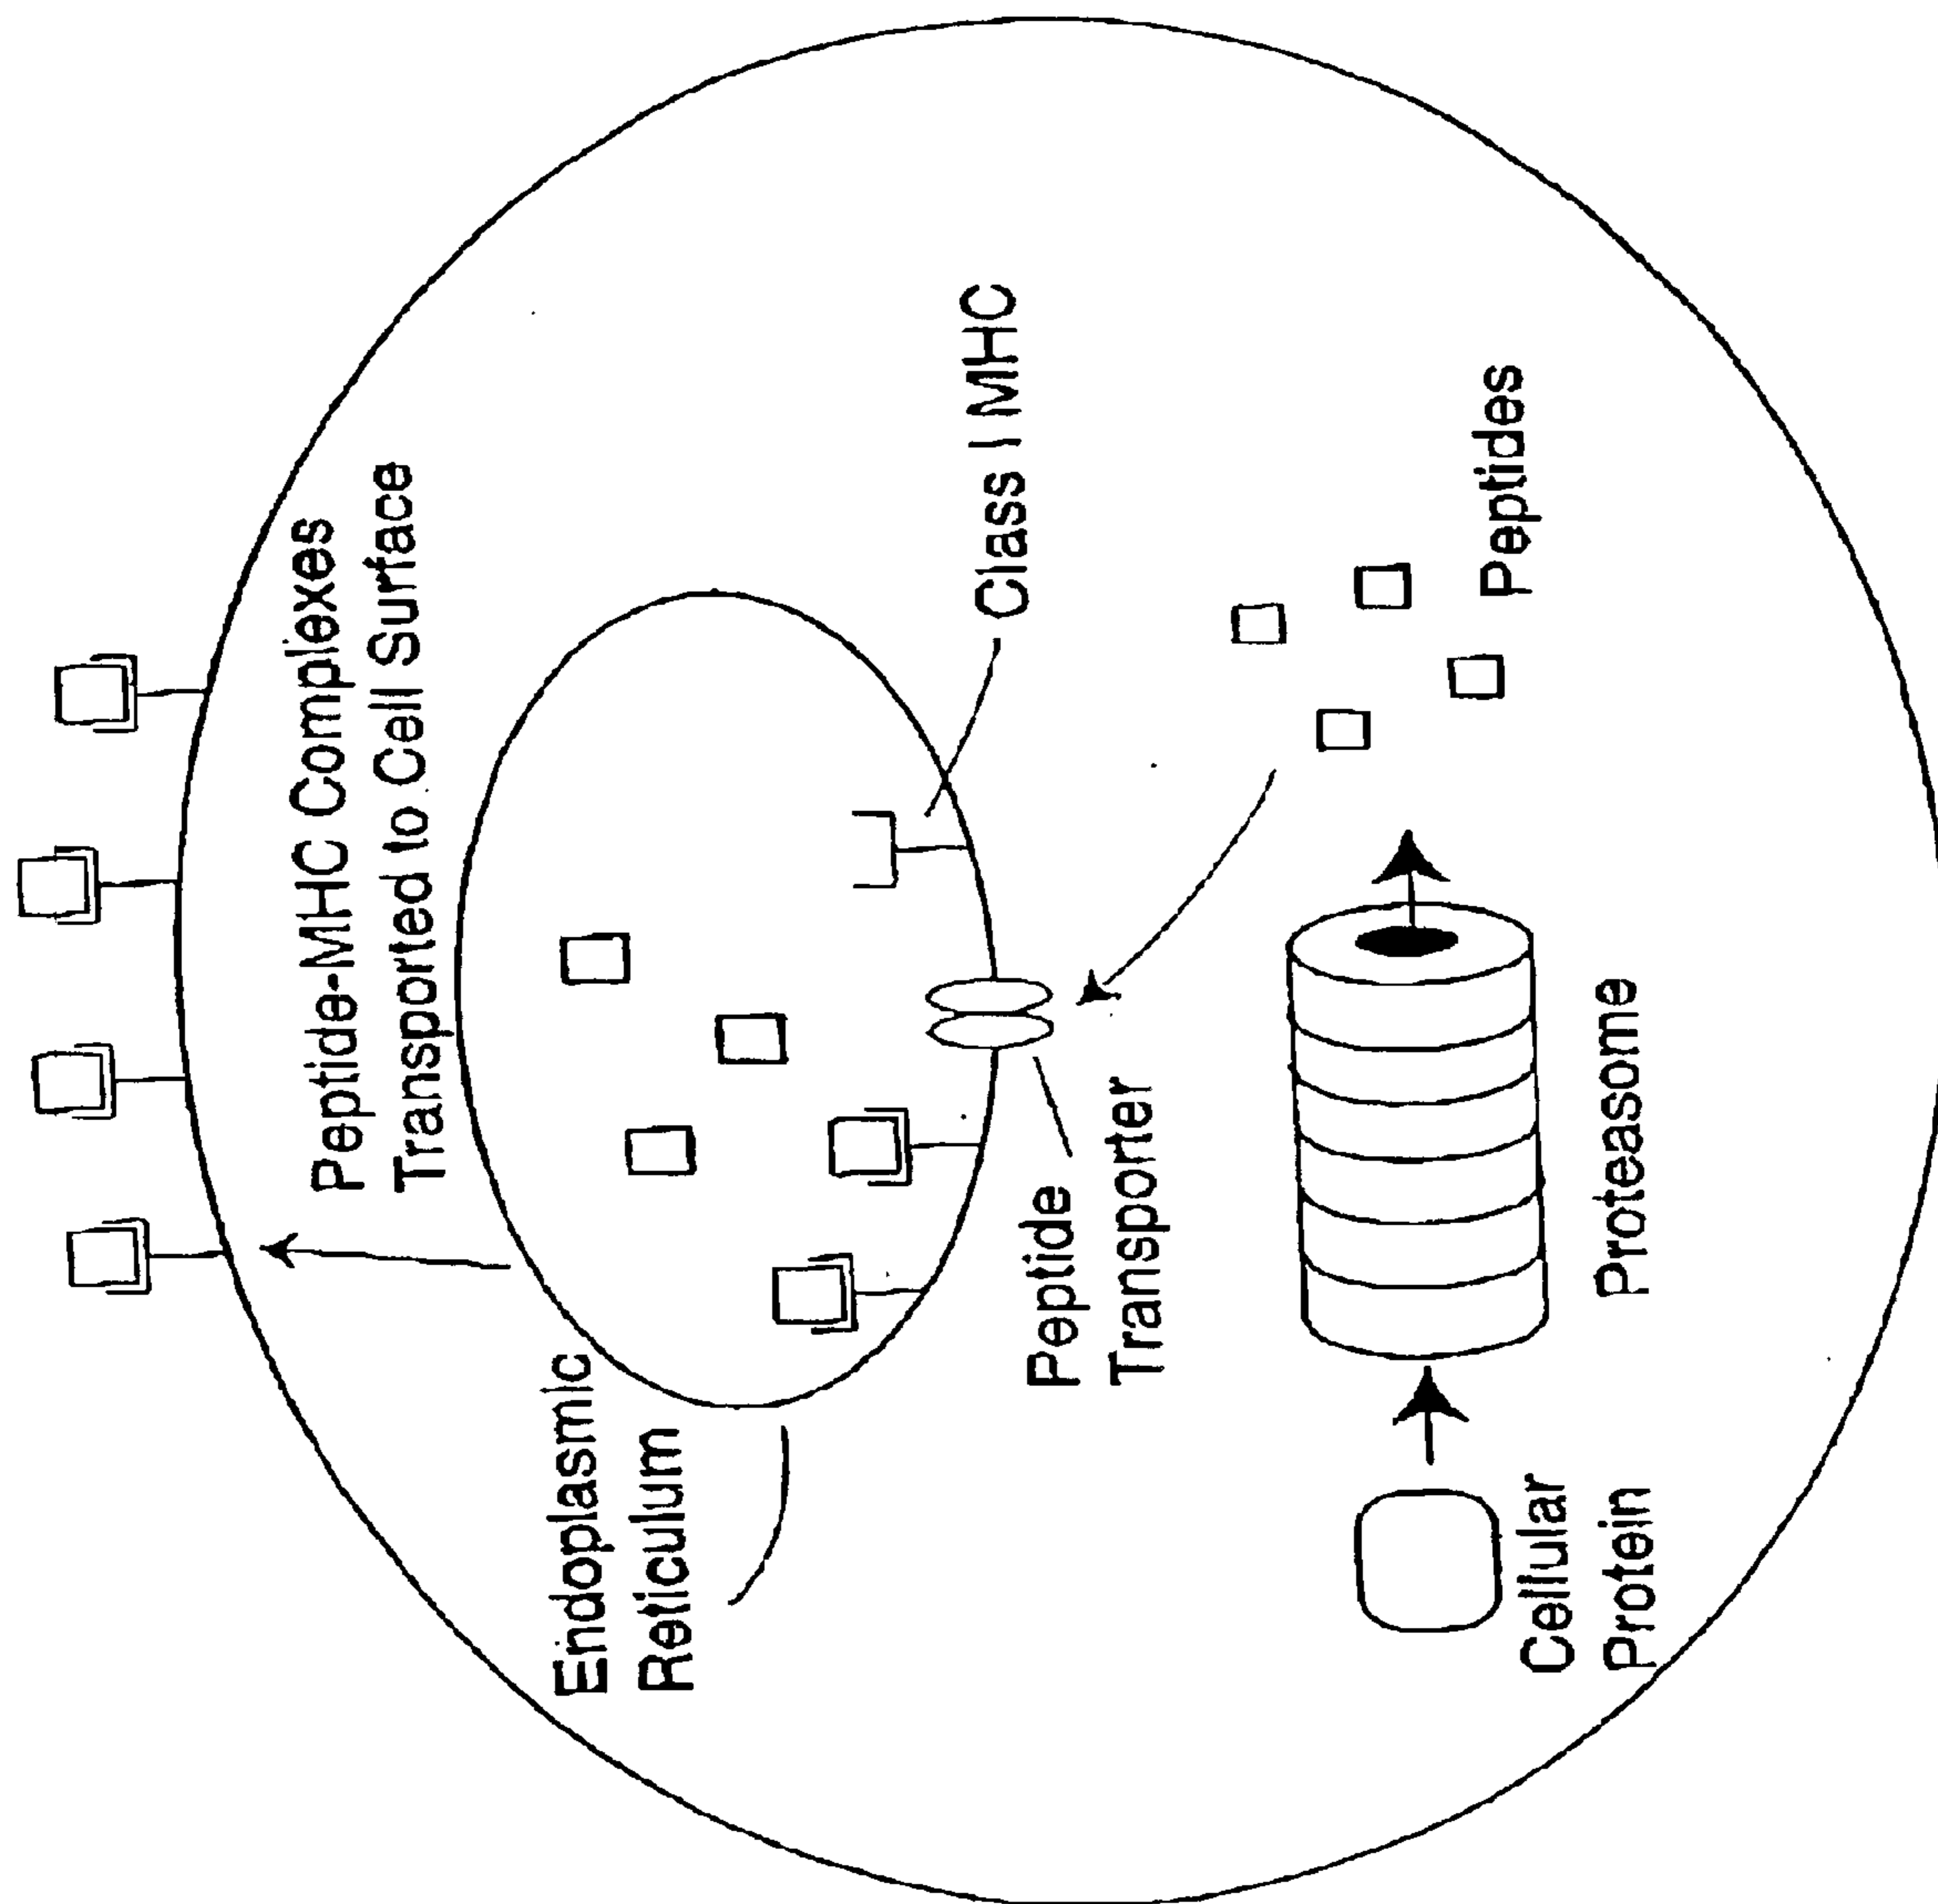 Peptide-MHC Complexes
Transported to Cell Surface
Endoplasmic
Reticulum
Class I MHC
Peptide
Transporter
Peptides
Cellular
Protein
Proteasome